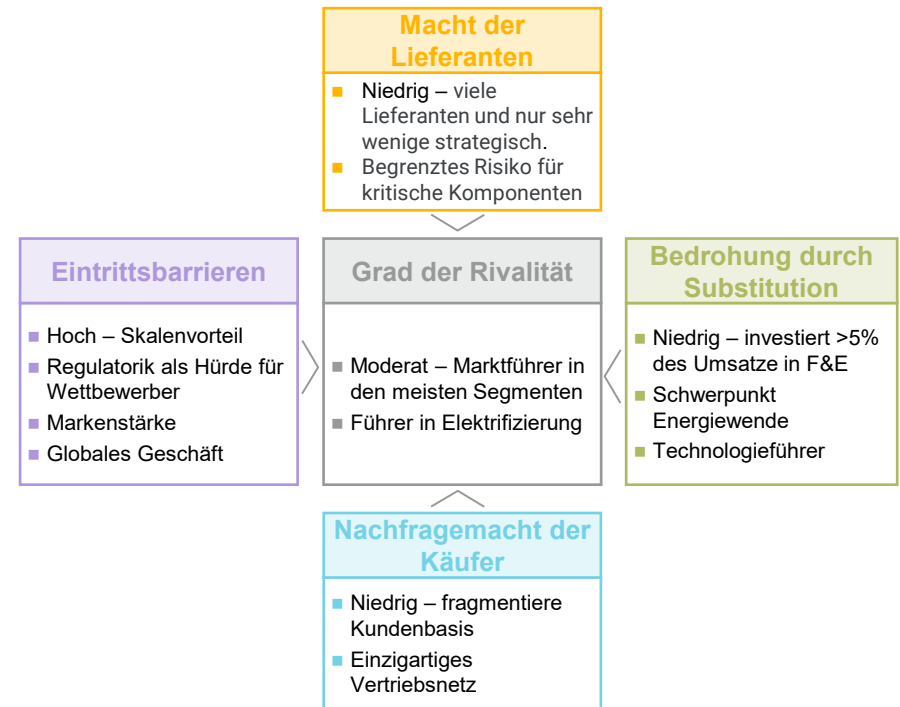 Macht der
Lieferanten
Niedrig – viele
Lieferanten und nur sehr
wenige strategisch.
Begrenztes Risiko für
kritische Komponenten
Eintrittsbarrieren
Hoch – Skalenvorteil
Regulatorik als Hürde für
Wettbewerber
Markenstärke
Globales Geschäft
Grad der Rivalität
Moderat – Marktführer in
den meisten Segmenten
Führer in Elektrifizierung
Bedrohung durch
Substitution
Niedrig – investiert >5%
des Umsatze in F&E
Schwerpunkt
Energiewende
Technologieführer
Nachfragemacht der
Käufer
Niedrig – fragmentiere
Kundenbasis
Einzigartiges
Vertriebsnetz